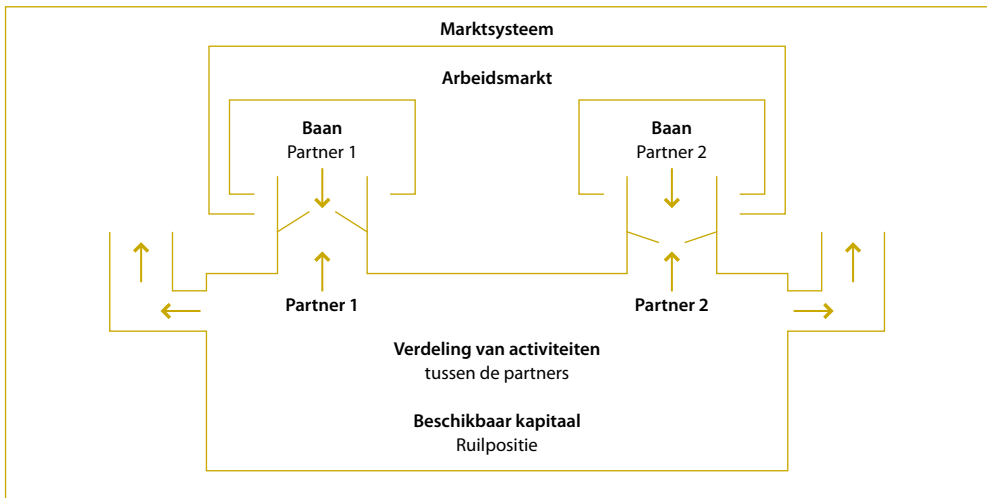 Marktsysteem
Arbeidsmarkt
Baan
Partner 1
Baan
Partner 2
Partner 1
Partner 2
Verdeling van activiteiten
tussen de partners
Beschikbaar kapitaal
Ruilpositie